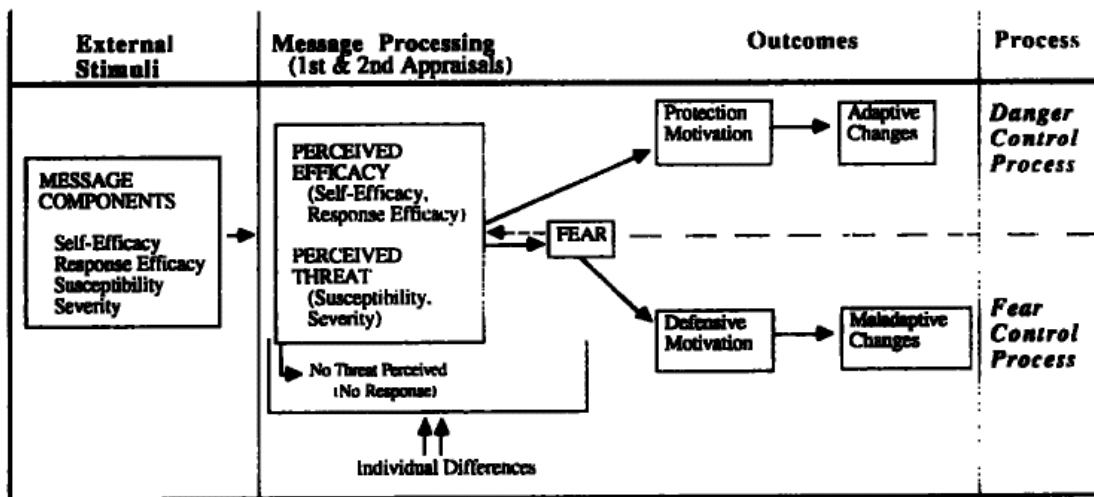 External
Stimuli
Message Processing
(1st & 2nd Appraisals)
Outcomes
Process
MESSAGE
COMPONENTS
Self-Efficacy
Response Efficacy
Susceptibility
Severity
PERCEIVED
EFFICACY
(Self-Efficacy,
Response Efficacy)
PERCEIVED
THREAT
(Susceptibility,
Severity)
No Threat Perceived
(No Response)
Individual Differences
FEAR
Protection
Motivation
Adaptive
Changes
Defensive
Motivation
Maladaptive
Changes
Danger
Control
Process
Fear
Control
Process